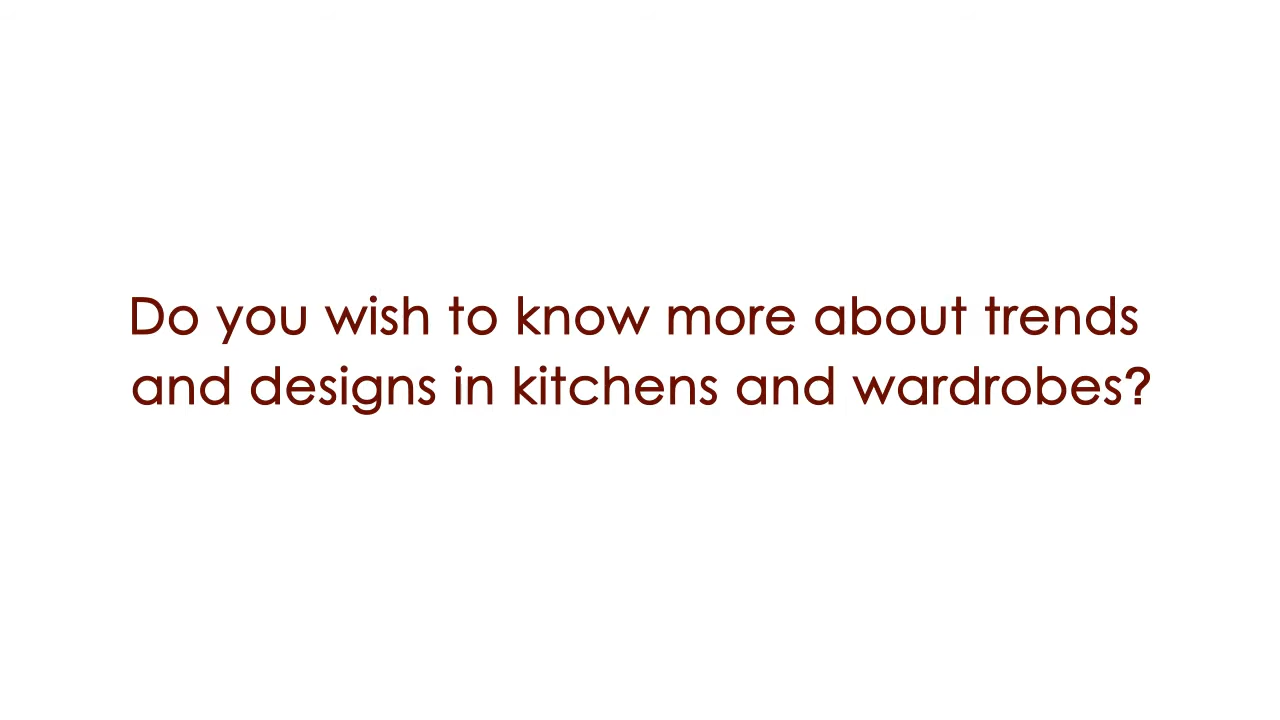 Do you wish to know more about trends
and designs in kitchens and wardrobes?